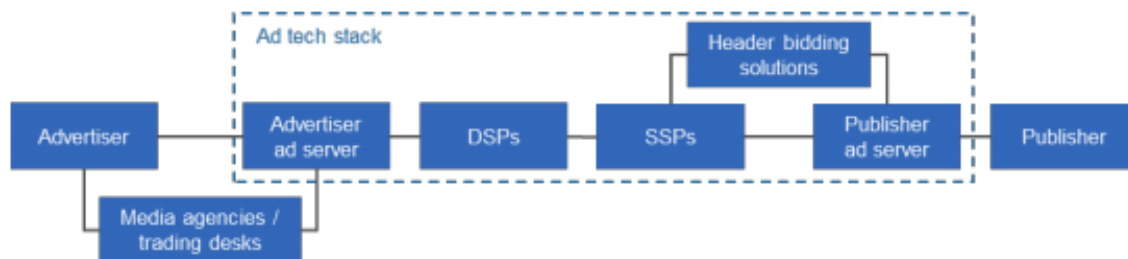 Ad tech stack
Header bidding
solutions
Advertiser
Advertiser
ad server
DSPs
SSPs
Publisher
ad server
Publisher
Media agencies /
trading desks